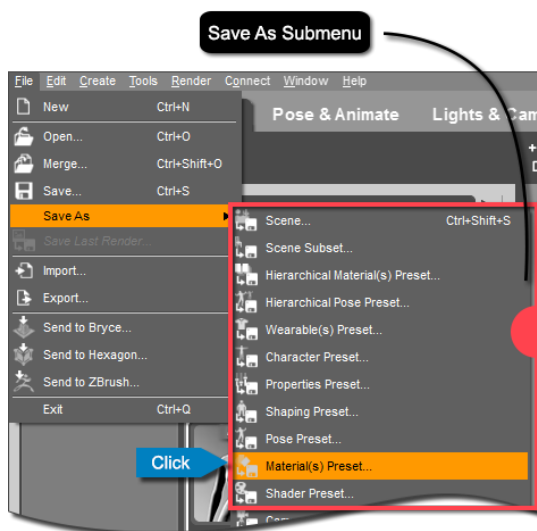 Save As Submenu
File Edit Create Tools Render Connect Window Help
New Ctrl+N
Pose & Animate Lights & Cam
Open... Ctrl+O
Merge... Ctrl+Shift+O
Save... Ctrl+S
Save As
Scene... Ctrl+Shift+S
Save Last Render...
Scene Subset...
Import...
Hierarchical Material(s) Preset...
Export...
Hierarchical Pose Preset...
Send to Bryce...
Wearable(s) Preset...
Send to Hexagon...
Character Preset...
Send to ZBrush...
Properties Preset...
Exit Ctrl+Q
Shaping Preset...
Pose Preset...
Click
Material(s) Preset...
Shader Preset...